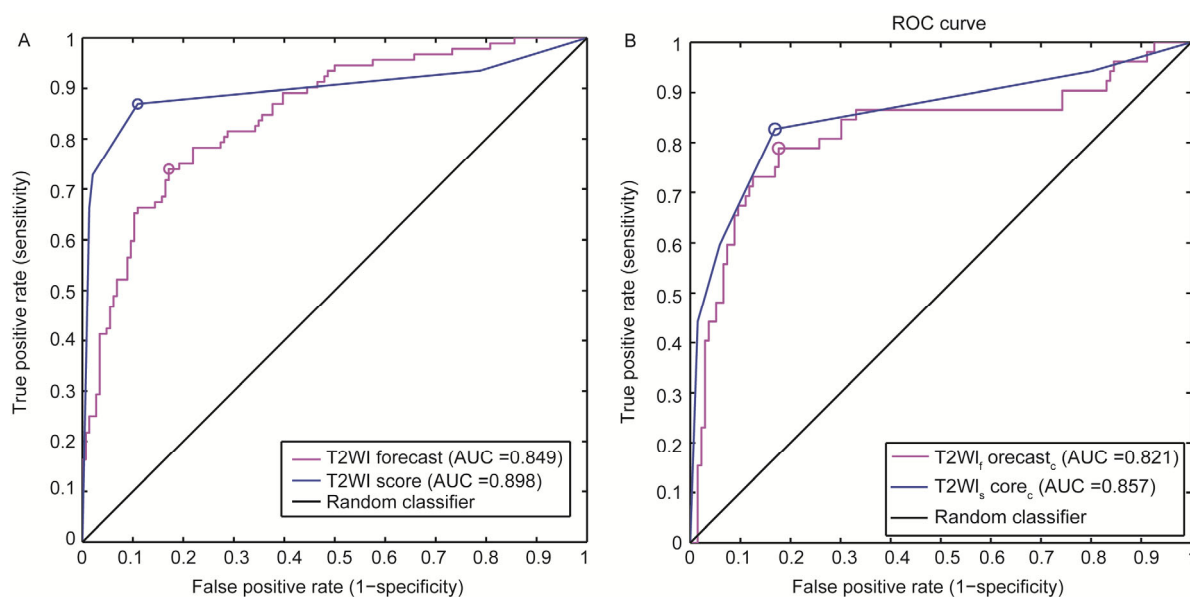 A
1
0.9
0.8
0.7
0.6
0.5
0.4
0.3
0.2
0.1
0
True positive rate (sensitivity)
T2WI forecast (AUC =0.849)
T2WI score (AUC =0.898)
Random classifier
0 0.1 0.2 0.3 0.4 0.5 0.6 0.7 0.8 0.9 1
False positive rate (1−specificity)
B
ROC curve
1
0.9
0.8
0.7
0.6
0.5
0.4
0.3
0.2
0.1
0
True positive rate (sensitivity)
T2WIf orecastc (AUC =0.821)
T2WIs corec (AUC =0.857)
Random classifier
0 0.1 0.2 0.3 0.4 0.5 0.6 0.7 0.8 0.9 1
False positive rate (1−specificity)